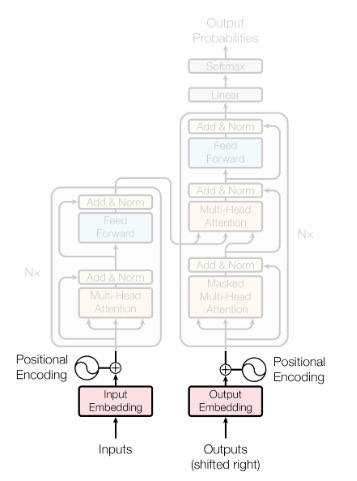 Output
Probabilities
Softmax
Linear
Add & Norm
Feed
Forward
Add & Norm
Multi-Head
Attention
Add & Norm
Masked
Multi-Head
Attention
Nx
Add & Norm
Feed
Forward
Add & Norm
Multi-Head
Attention
Nx
Positional
Encoding
Input
Embedding
Inputs
Positional
Encoding
Output
Embedding
Outputs
(shifted right)